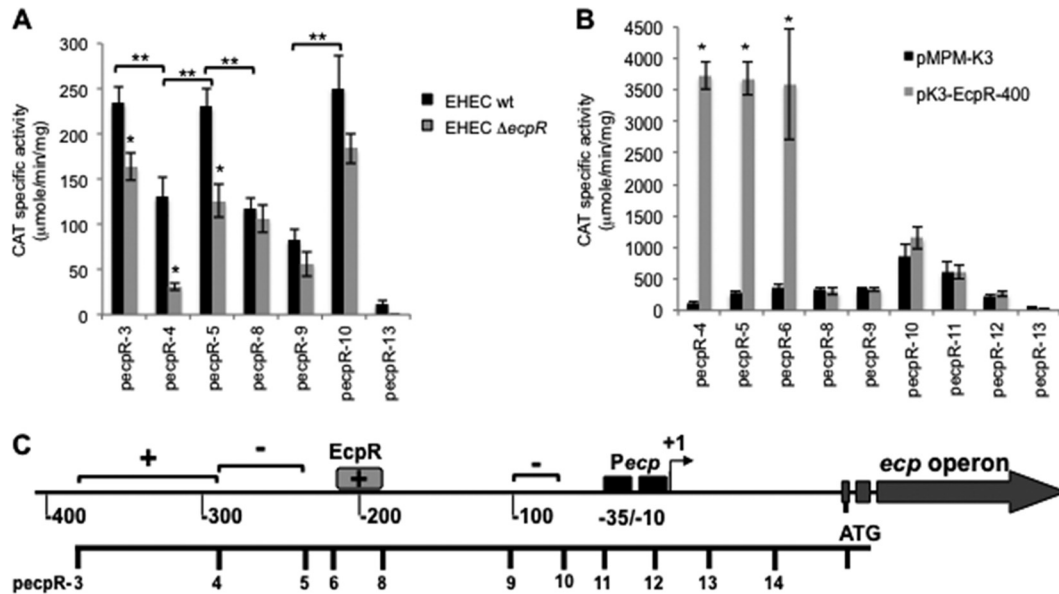 A
CAT specific activity
(µmole/min/mg)
300
250
200
150
100
50
0
**
**
**
**
*
*
*
EHEC wt
EHEC ΔecpR
pecpR-3
pecpR-4
pecpR-5
pecpR-8
pecpR-9
pecpR-10
pecpR-13
B
CAT specific activity
(µmole/min/mg)
4500
4000
3500
3000
2500
2000
1500
1000
500
0
*
*
*
pMPM-K3
pK3-EcpR-400
pecpR-4
pecpR-5
pecpR-6
pecpR-8
pecpR-9
pecpR-10
pecpR-11
pecpR-12
pecpR-13
C
+
-
EcpR
+
-
Pecp
+1
ecp operon
-400
-300
-200
-100
-35/-10
ATG
pecpR-3 4 5 6 8 9 10 11 12 13 14